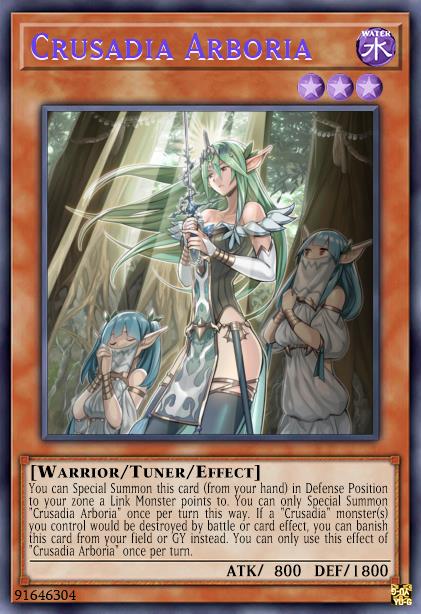 Crusadia Arboria
WATER
水
[Warrior/Tuner/Effect]
You can Special Summon this card (from your hand) in Defense Position
to your zone a Link Monster points to. You can only Special Summon
"Crusadia Arboria" once per turn this way. If a "Crusadia" monster(s)
you control would be destroyed by battle or card effect, you can banish
this card from your field or GY instead. You can only use this effect of
"Crusadia Arboria" once per turn.
ATK/ 800 DEF/1800
91646304